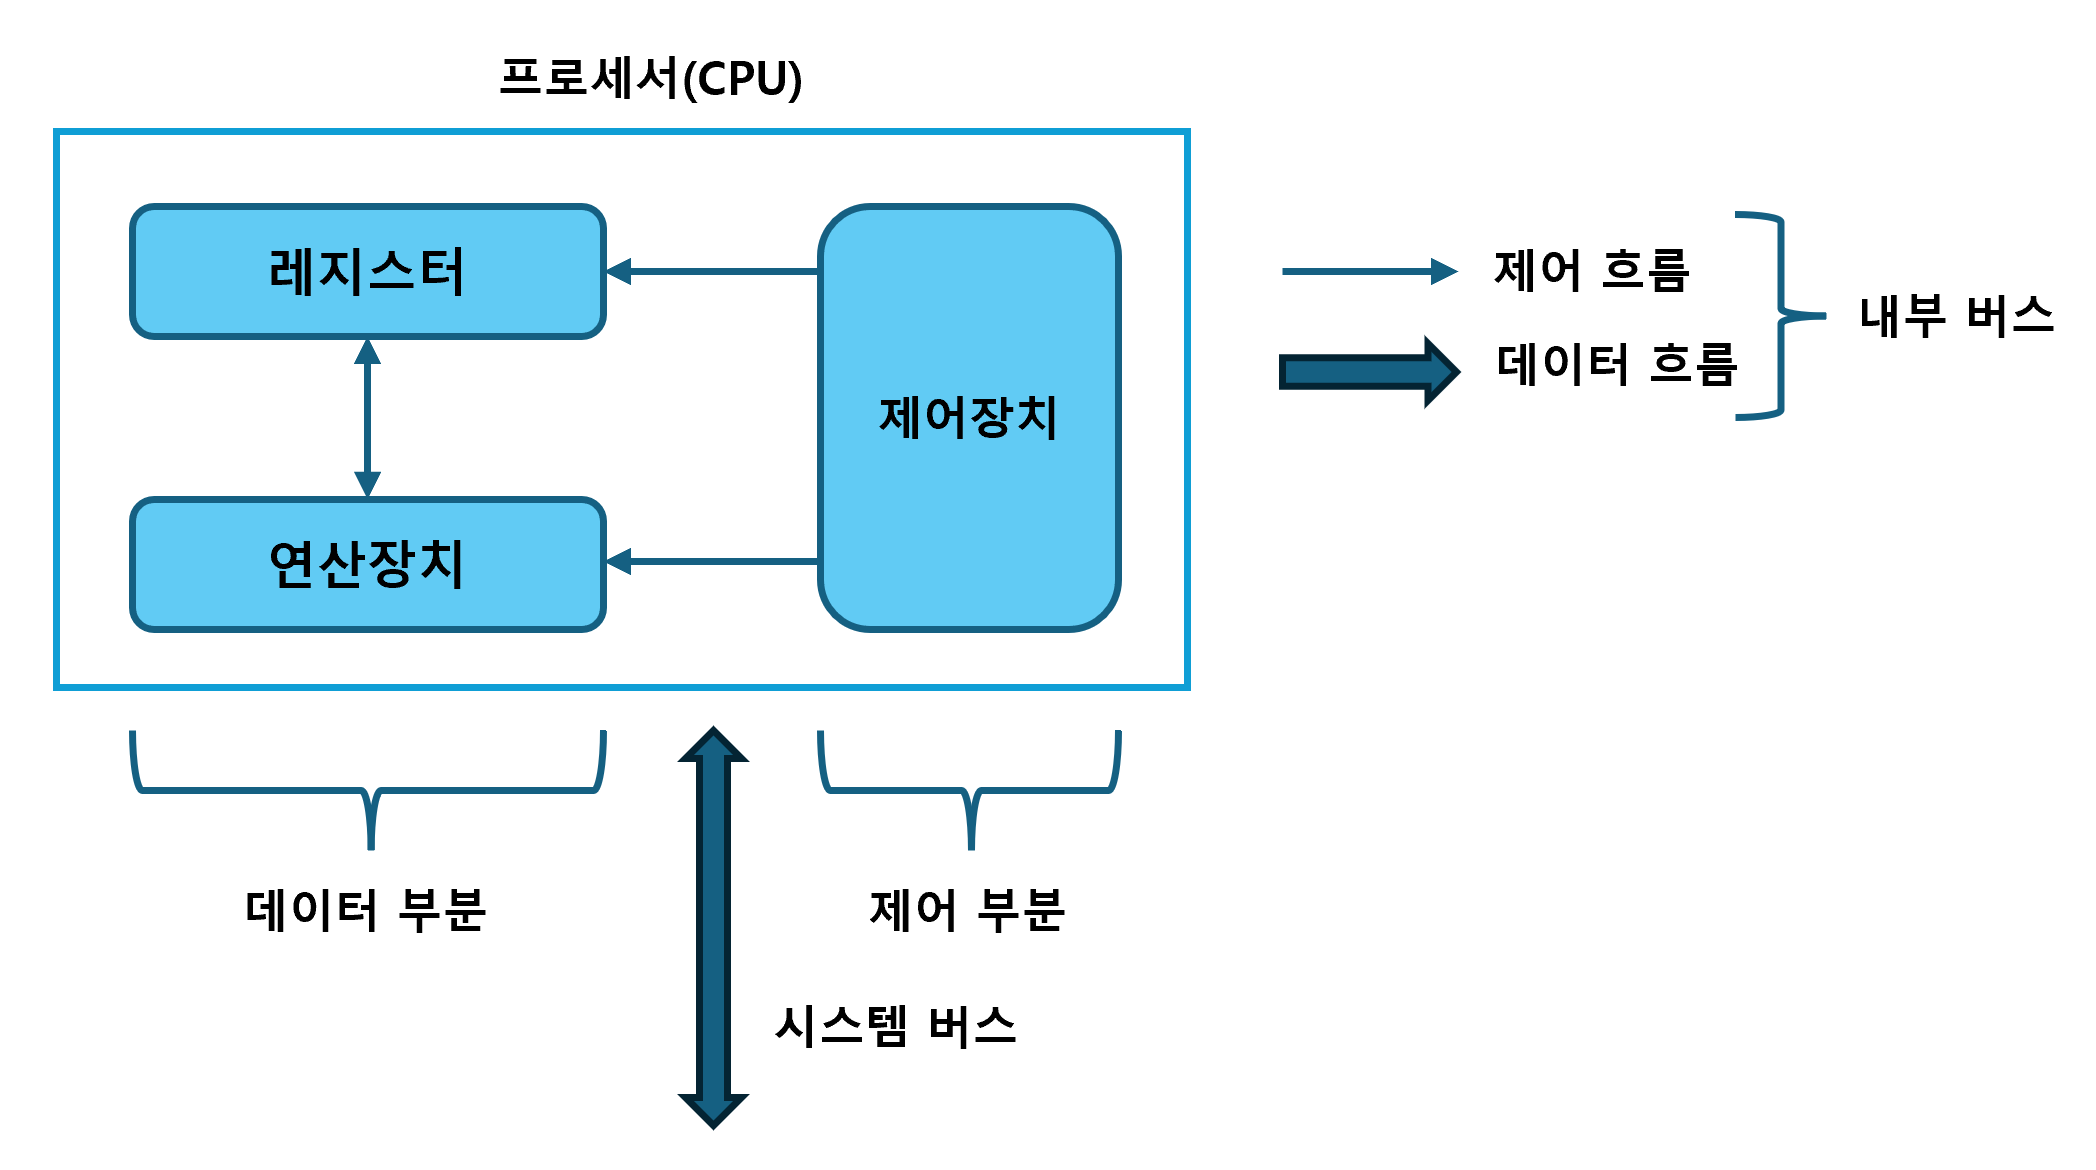 프로세서(CPU)
레지스터
제어장치
연산장치
제어 흐름
데이터 흐름
내부 버스
데이터 부분
제어 부분
시스템 버스